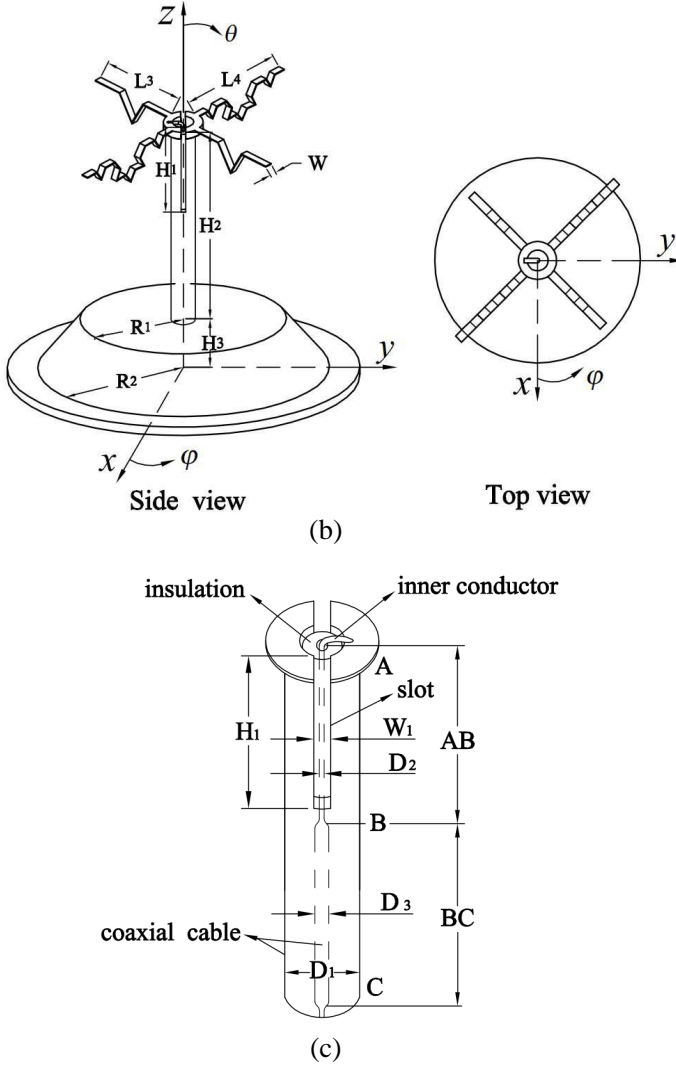 z
θ
L3
L4
H1
W
H2
R1
H3
R2
y
x
φ
Side view
y
x
φ
Top view
(b)
insulation
inner conductor
A
slot
H1
W1
AB
D2
B
D3
BC
coaxial cable
D1
C
(c)